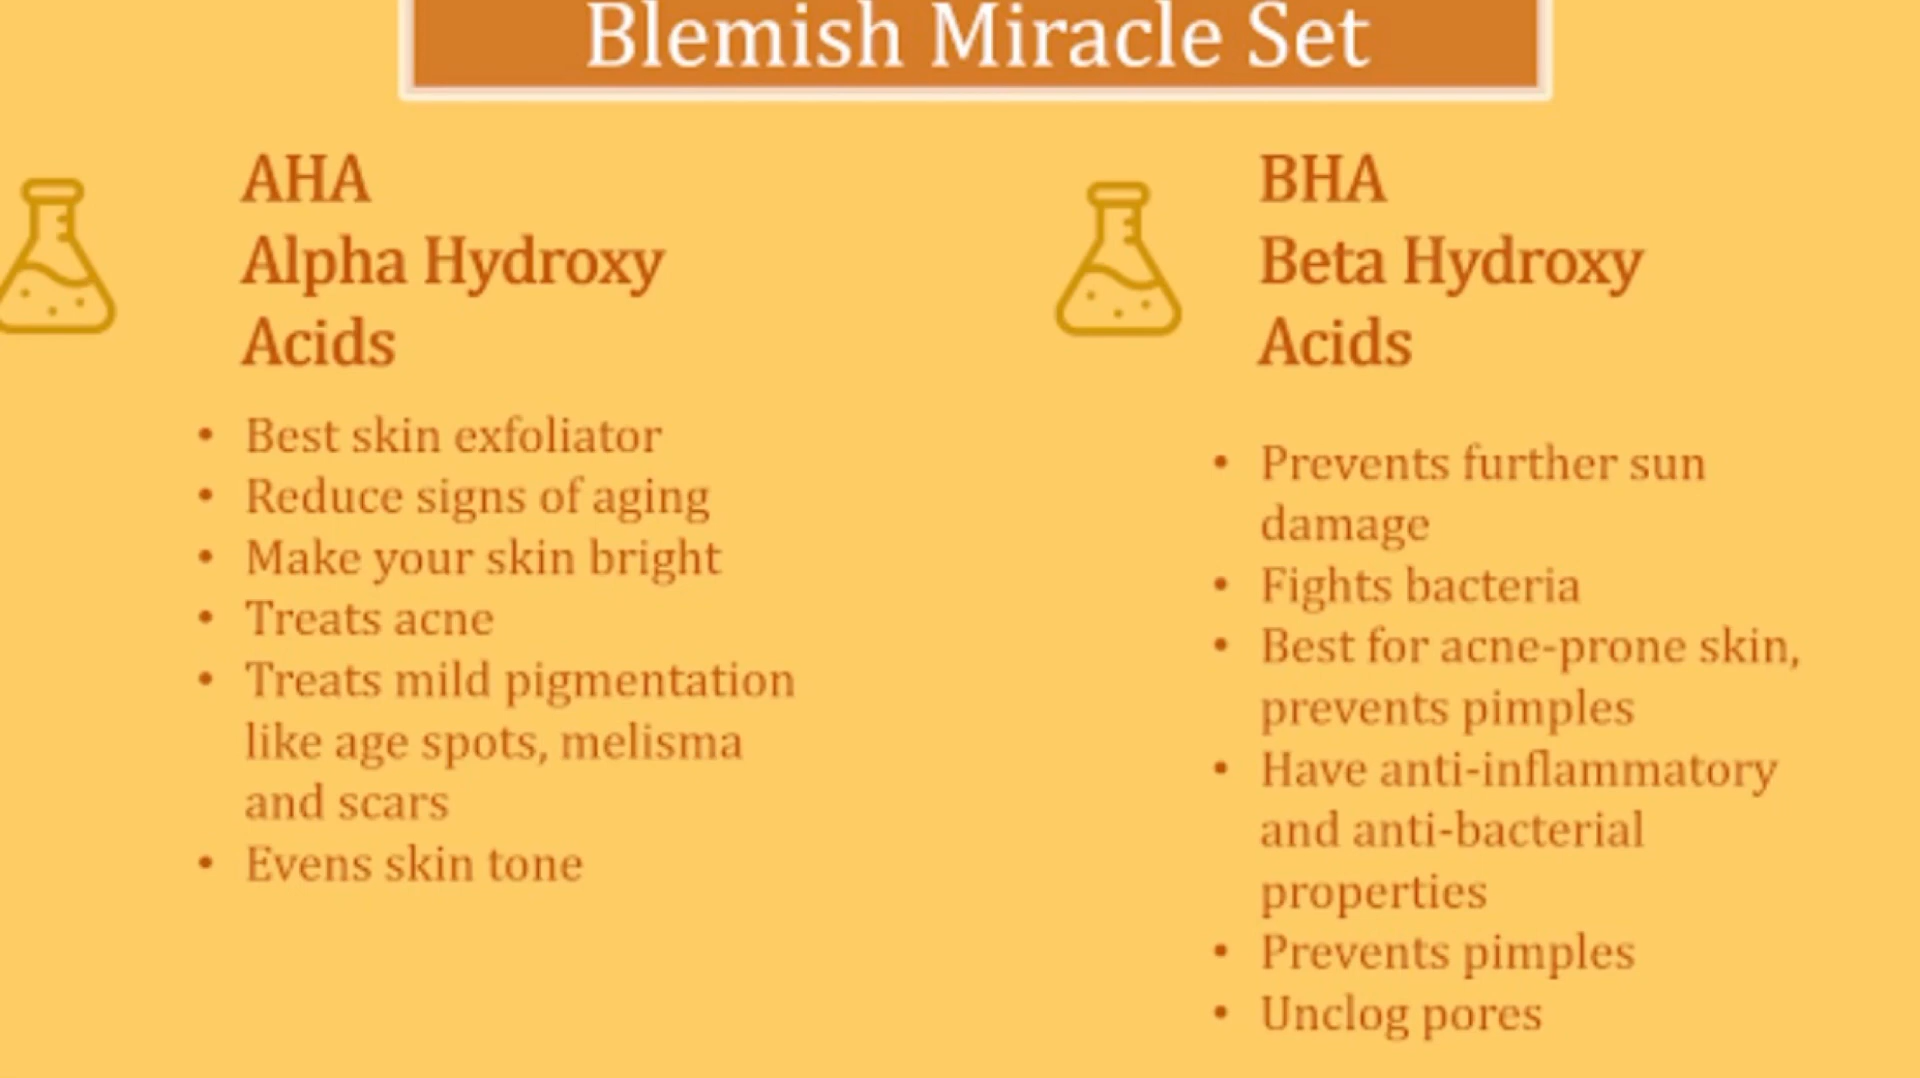 Blemish Miracle Set
AHA
Alpha Hydroxy
Acids
• Best skin exfoliator
• Reduce signs of aging
• Make your skin bright
• Treats acne
• Treats mild pigmentation
like age spots, melisma
and scars
• Evens skin tone
BHA
Beta Hydroxy
Acids
• Prevents further sun
damage
• Fights bacteria
• Best for acne-prone skin,
prevents pimples
• Have anti-inflammatory
and anti-bacterial
properties
• Prevents pimples
• Unclog pores